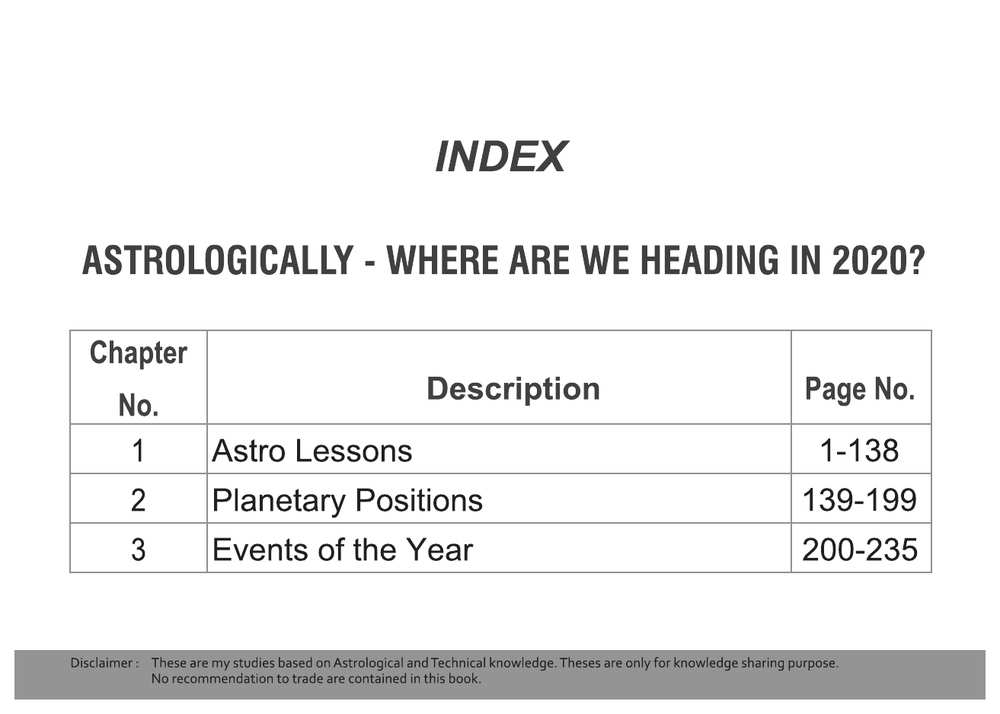 INDEX
ASTROLOGICALLY - WHERE ARE WE HEADING IN 2020?
Chapter No. Description Page No.
1 Astro Lessons 1-138
2 Planetary Positions 139-199
3 Events of the Year 200-235
Disclaimer : These are my studies based on Astrological and Technical knowledge. Theses are only for knowledge sharing purpose.
No recommendation to trade are contained in this book.